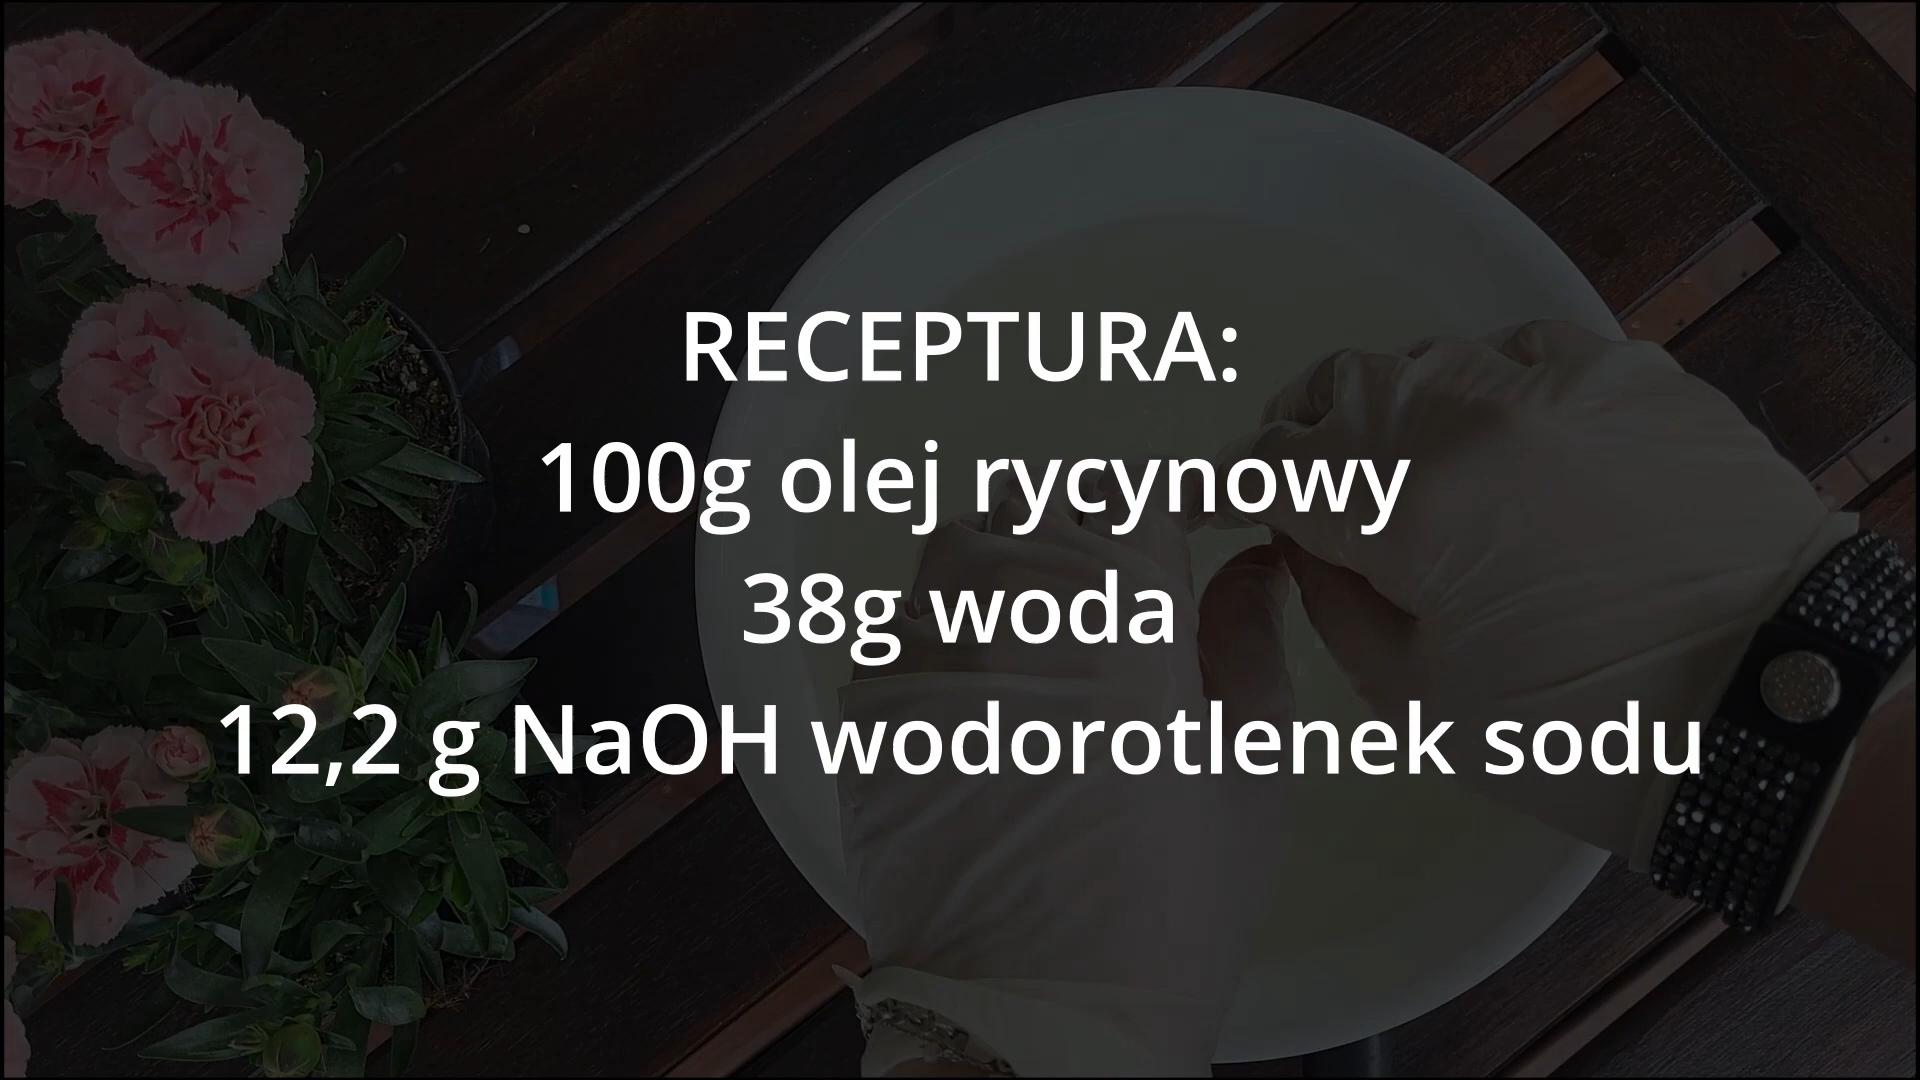 RECEPTURA:
100g olej rycynowy
38g woda
12,2 g NaOH wodorotlenek sodu